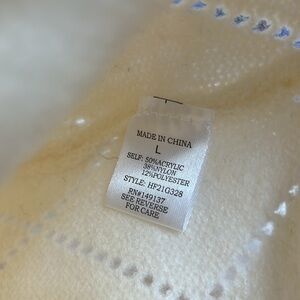 MADE IN CHINA
L
SELF: 50%ACRYLIC
38%NYLON
12%POLYESTER
STYLE: HF21G328
RN#149137
SEE REVERSE
FOR CARE